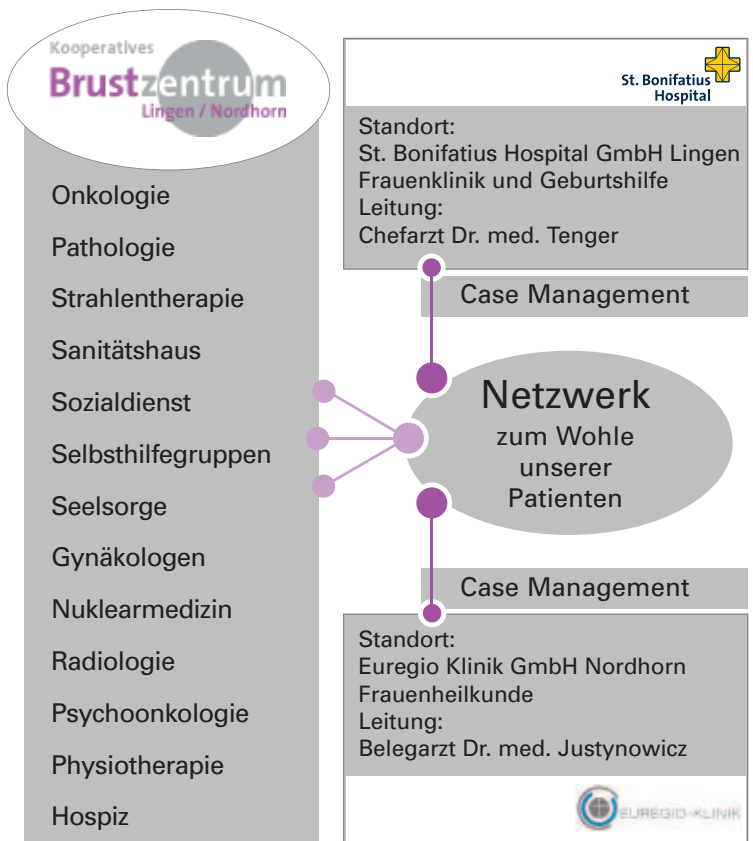 Kooperatives
Brustzentrum
Lingen / Nordhorn
Onkologie
Pathologie
Strahlentherapie
Sanitätshaus
Sozialdienst
Selbsthilfegruppen
Seelsorge
Gynäkologen
Nuklearmedizin
Radiologie
Psychoonkologie
Physiotherapie
Hospiz
St. Bonifatius
Hospital
Standort:
St. Bonifatius Hospital GmbH Lingen
Frauenklinik und Geburtshilfe
Leitung:
Chefarzt Dr. med. Tenger
Case Management
Netzwerk
zum Wohle
unserer
Patienten
Case Management
Standort:
Euregio Klinik GmbH Nordhorn
Frauenheilkunde
Leitung:
Belegarzt Dr. med. Justynowicz
EUREGIO-KLINIK